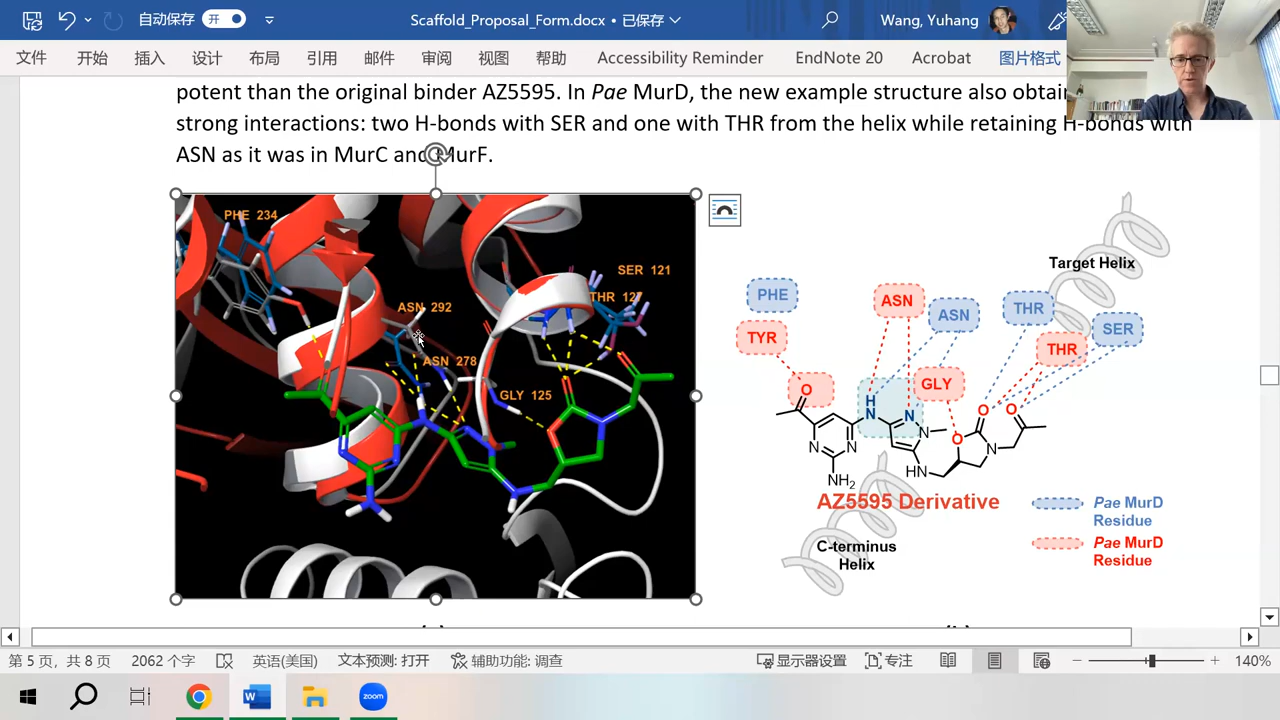 自动保存 开 Scaffold_Proposal_Form.docx • 已保存 Wang, Yuhang
文件 开始 插入 设计 布局 引用 邮件 审阅 视图 帮助 Accessibility Reminder EndNote 20 Acrobat 图片格式
potent than the original binder AZ5595. In Pae MurD, the new example structure also obtai
strong interactions: two H-bonds with SER and one with THR from the helix while retaining H-bonds with
ASN as it was in MurC and MurF.
PHE 234
SER 121
THR 127
ASN 292
ASN 278
GLY 125
Target Helix
PHE
ASN
ASN
THR
SER
TYR
THR
GLY
O
H
N
N
N
O
O
O
N
N
N
HN
N
NH2
AZ5595 Derivative
C-terminus
Helix
Pae MurD
Residue
Pae MurD
Residue
第 5 页，共 8 页 2062 个字 英语(美国) 文本预测: 打开 辅助功能: 调查 显示器设置 专注 140%
W zoom